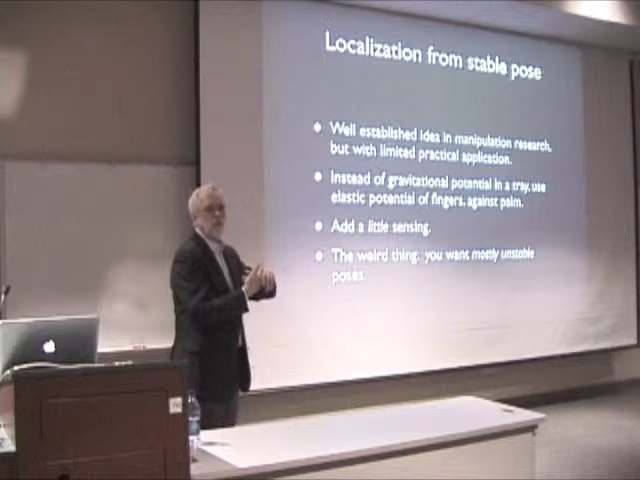 Localization from stable pose
Well established idea in manipulation research,
but with limited practical application.
Instead of gravitational potential in a tray, use
elastic potential of fingers, against palm.
Add a little sensing.
The weird thing: you want mostly unstable
poses.